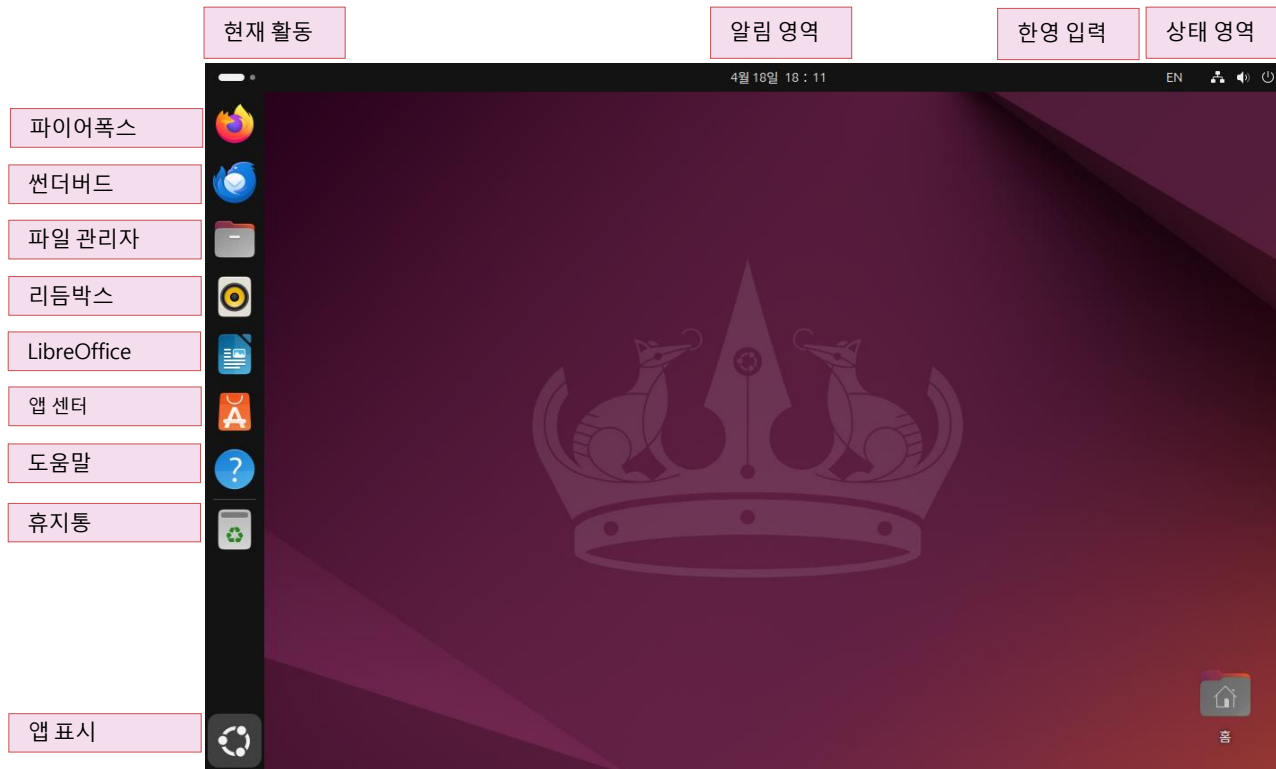 현재 활동
알림 영역
한영 입력
상태 영역
4월 18일 18 : 11
EN
파이어폭스
썬더버드
파일 관리자
리듬박스
LibreOffice
앱 센터
도움말
휴지통
앱 표시
홈